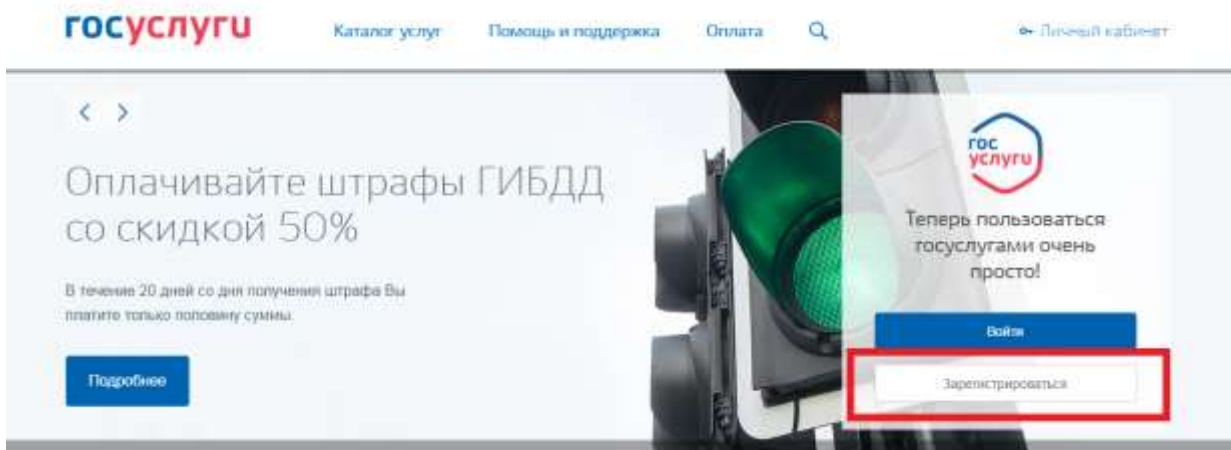 госуслуги
Каталог услуг
Помощь и поддержка
Оплата
Личный кабинет
Оплачивайте штрафы ГИБДД
со скидкой 50%
В течение 20 дней со дня получения штрафа Вы
платите только половину суммы.
Подробнее
гос
услуги
Теперь пользоваться
госуслугами очень
просто!
Войти
Зарегистрироваться